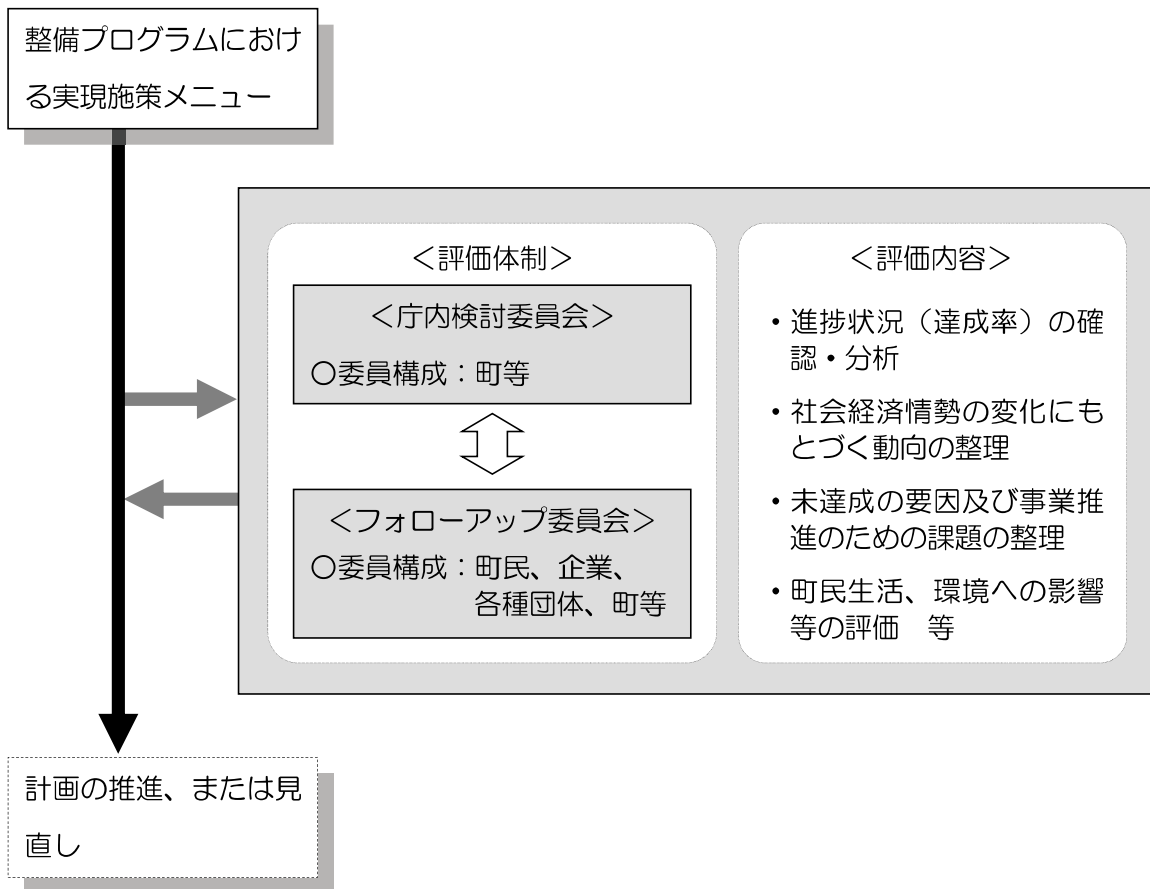 整備プログラムにおけ
る実現施策メニュー
＜評価体制＞
＜庁内検討委員会＞
〇委員構成：町等
＜フォローアップ委員会＞
〇委員構成：町民、企業、
各種団体、町等
＜評価内容＞
・進捗状況（達成率）の確
認・分析
・社会経済情勢の変化にも
とづく動向の整理
・未達成の要因及び事業推
進のための課題の整理
・町民生活、環境への影響
等の評価　等
計画の推進、または見
直し